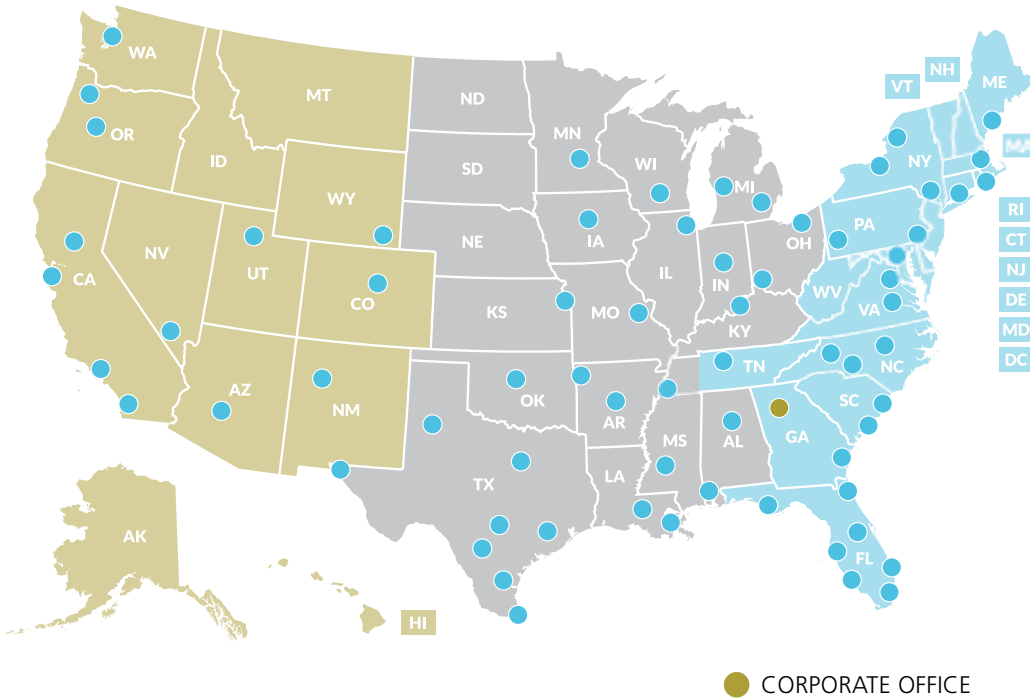 WA
MT
ND
MN
VT
NH
ME
OR
ID
SD
WI
MI
NY
MA
WY
NE
IA
PA
RI
CA
NV
UT
CO
KS
MO
IL
IN
OH
WV
VA
CT
NJ
DE
MD
DC
KY
AZ
NM
OK
AR
TN
NC
SC
TX
LA
MS
AL
GA
FL
AK
HI
CORPORATE OFFICE